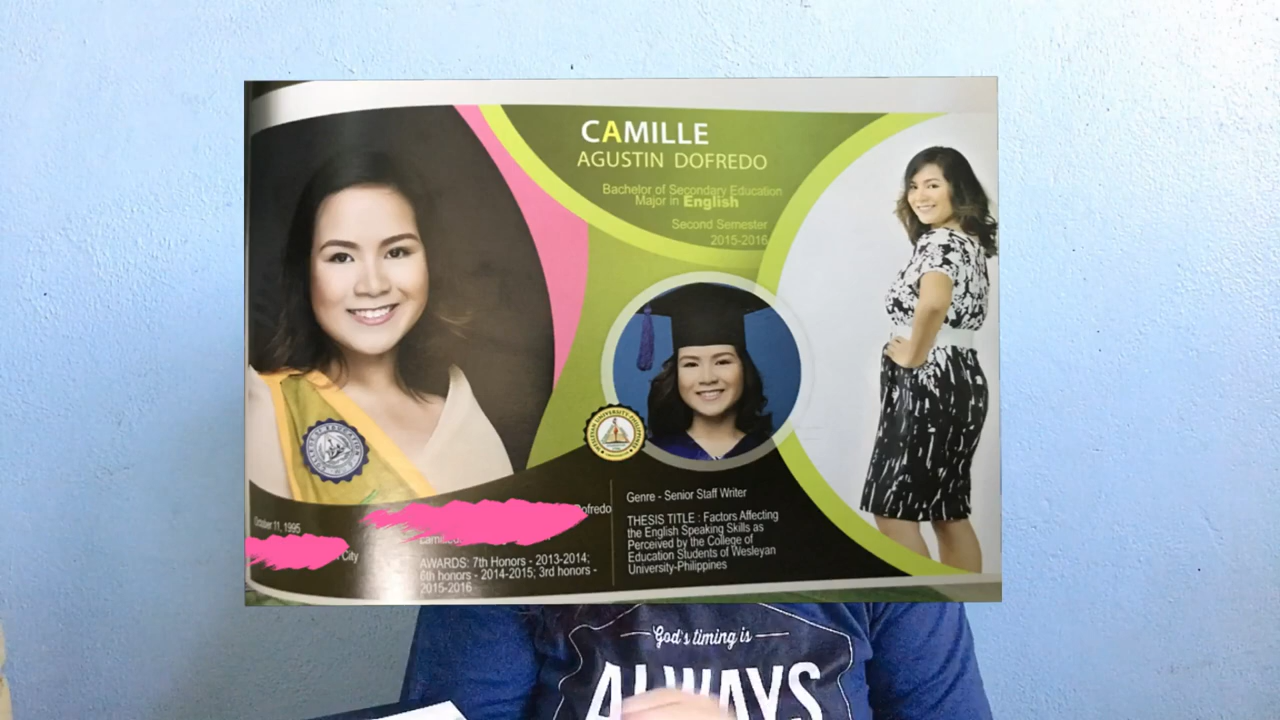 CAMILLE
AGUSTIN DOFREDO
Bachelor of Secondary Education
Major in English
Second Semester
2015-2016
WESLEYAN UNIVERSITY PHILIPPINES
October 11, 1995
City
Dofredo
AWARDS: 7th Honors - 2013-2014;
6th honors - 2014-2015; 3rd honors -
2015-2016
Genre - Senior Staff Writer
THESIS TITLE : Factors Affecting
the English Speaking Skills as
Perceived by the College of
Education Students of Wesleyan
University-Philippines
God's timing is
ALWAYS